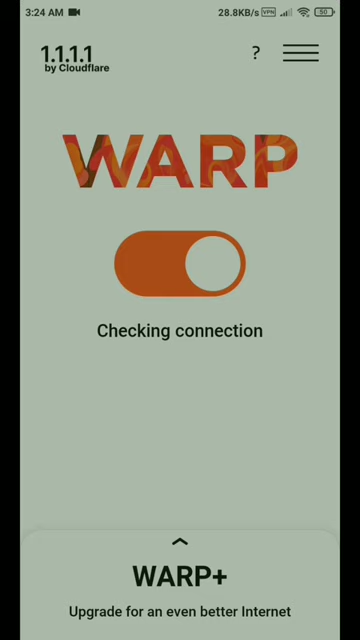 3:24 AM 28.8KB/s VPN 50
1.1.1.1 ?
by Cloudflare
WARP
Checking connection
WARP+
Upgrade for an even better Internet